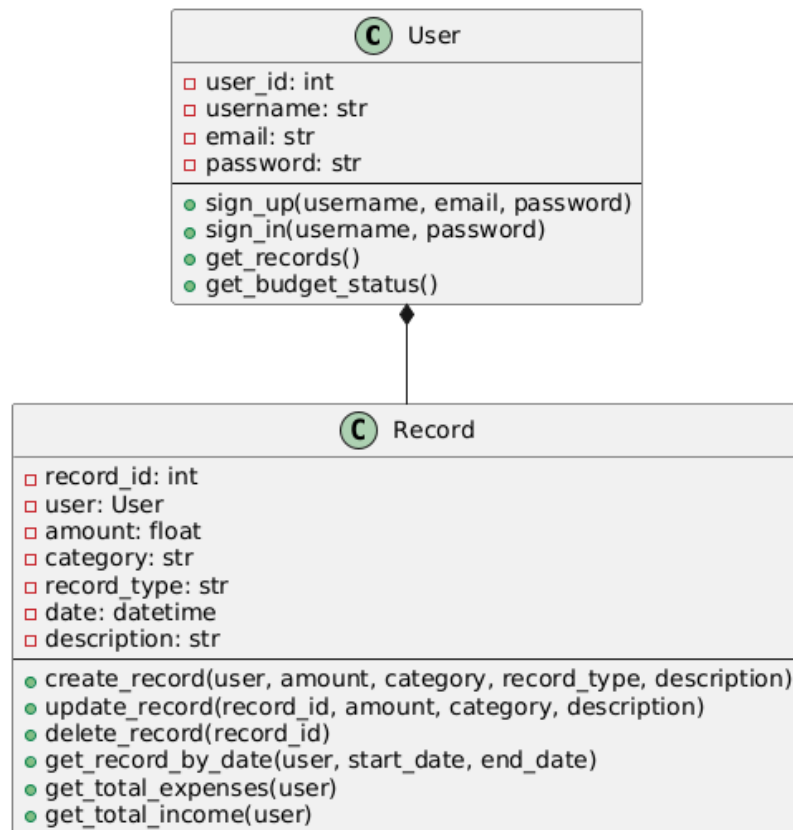 C User
user_id: int
username: str
email: str
password: str
sign_up(username, email, password)
sign_in(username, password)
get_records()
get_budget_status()
C Record
record_id: int
user: User
amount: float
category: str
record_type: str
date: datetime
description: str
create_record(user, amount, category, record_type, description)
update_record(record_id, amount, category, description)
delete_record(record_id)
get_record_by_date(user, start_date, end_date)
get_total_expenses(user)
get_total_income(user)